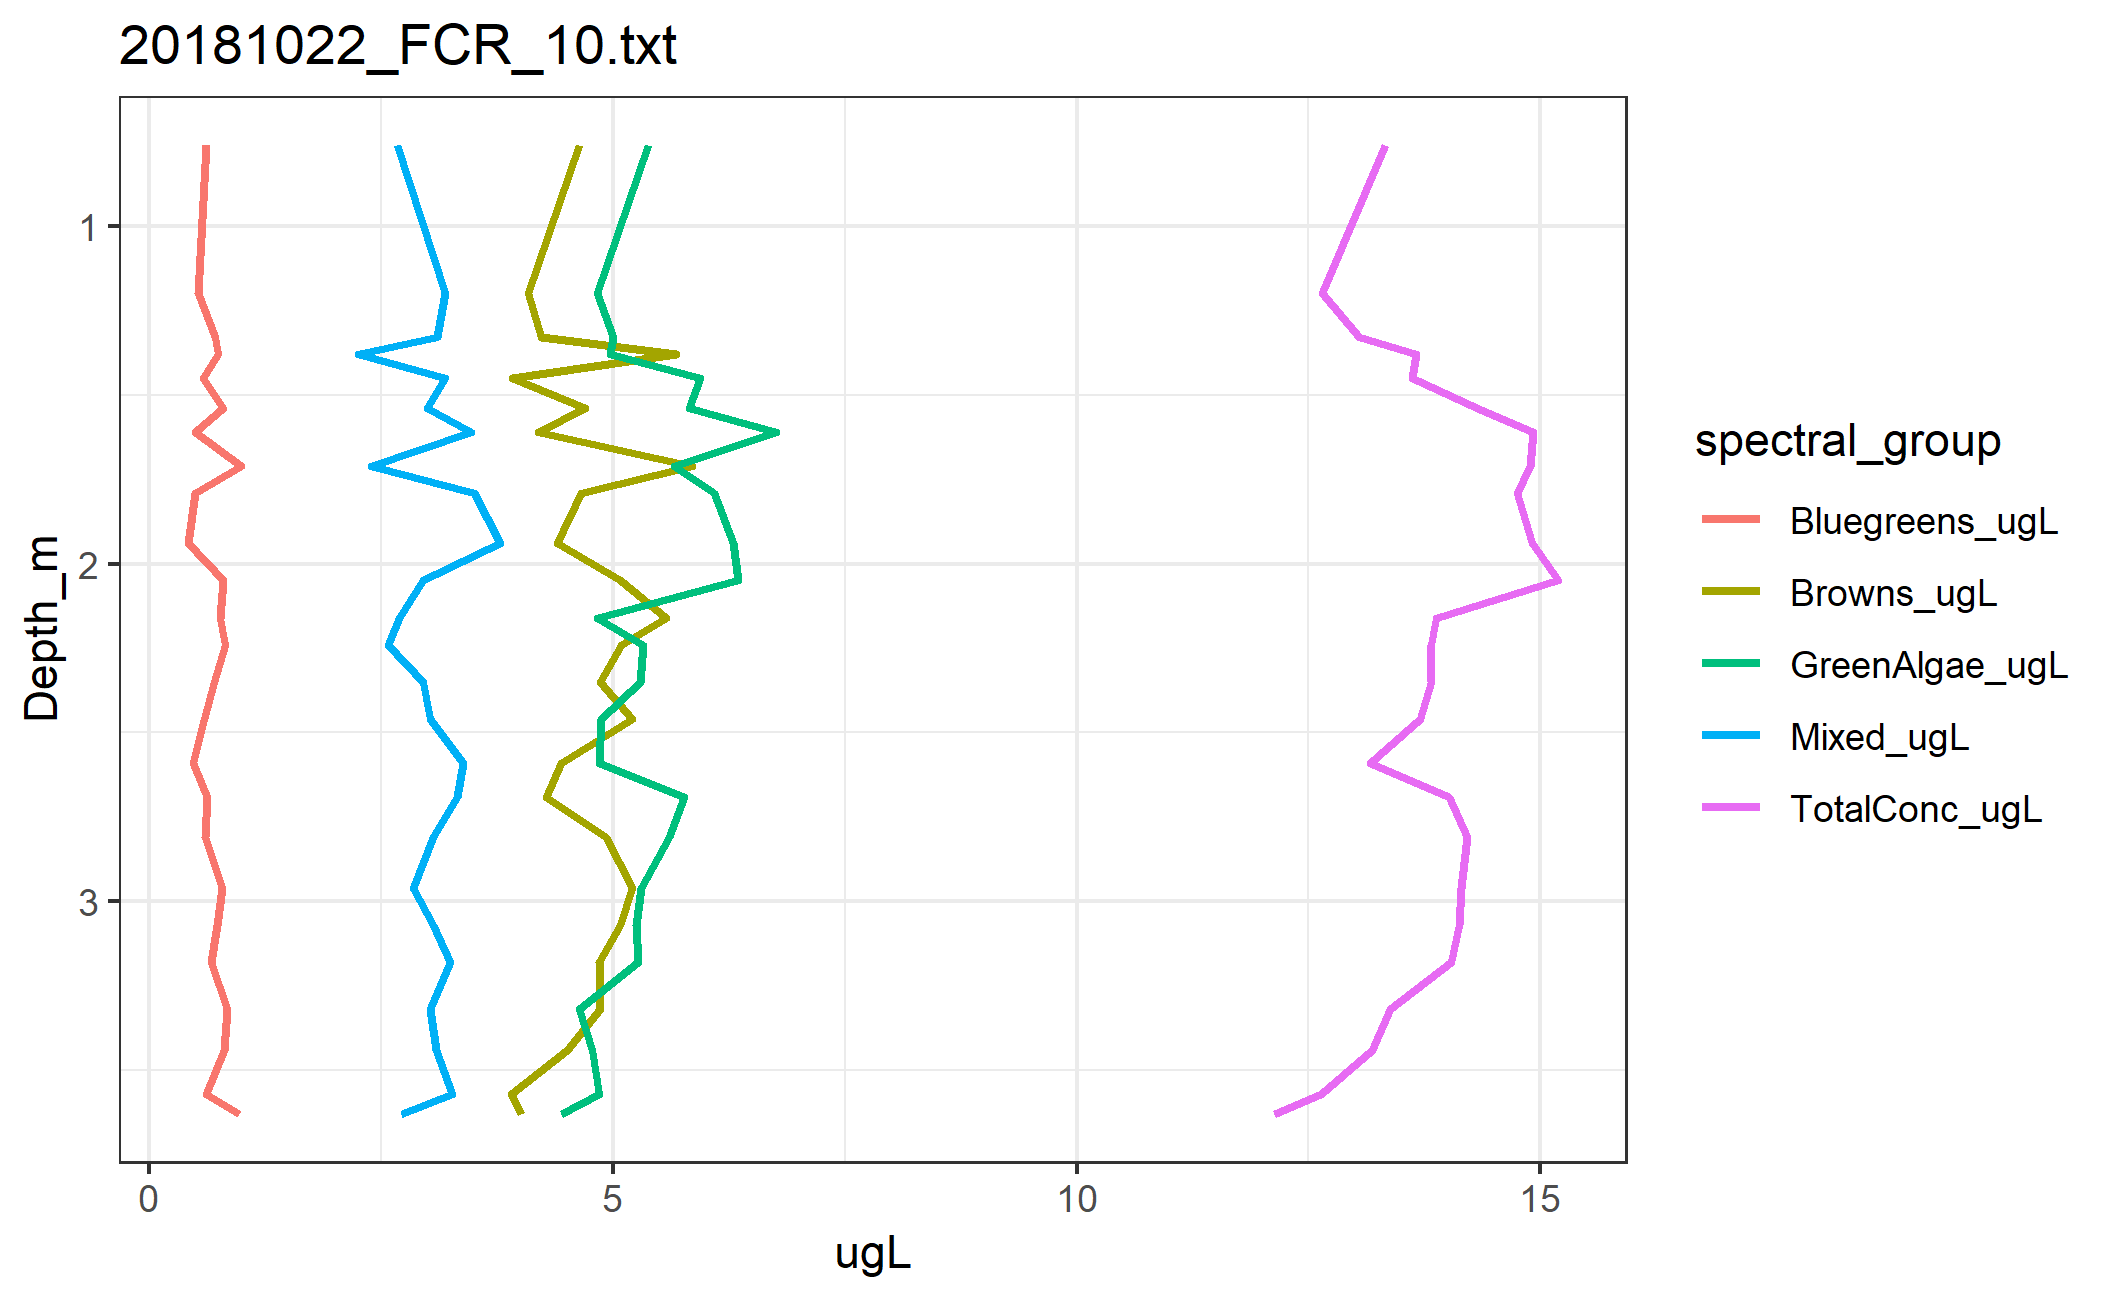 20181022_FCR_10.txt
Depth_m
1
2
3
0 5 10 15
ugL
spectral_group
Bluegreens_ugL
Browns_ugL
GreenAlgae_ugL
Mixed_ugL
TotalConc_ugL